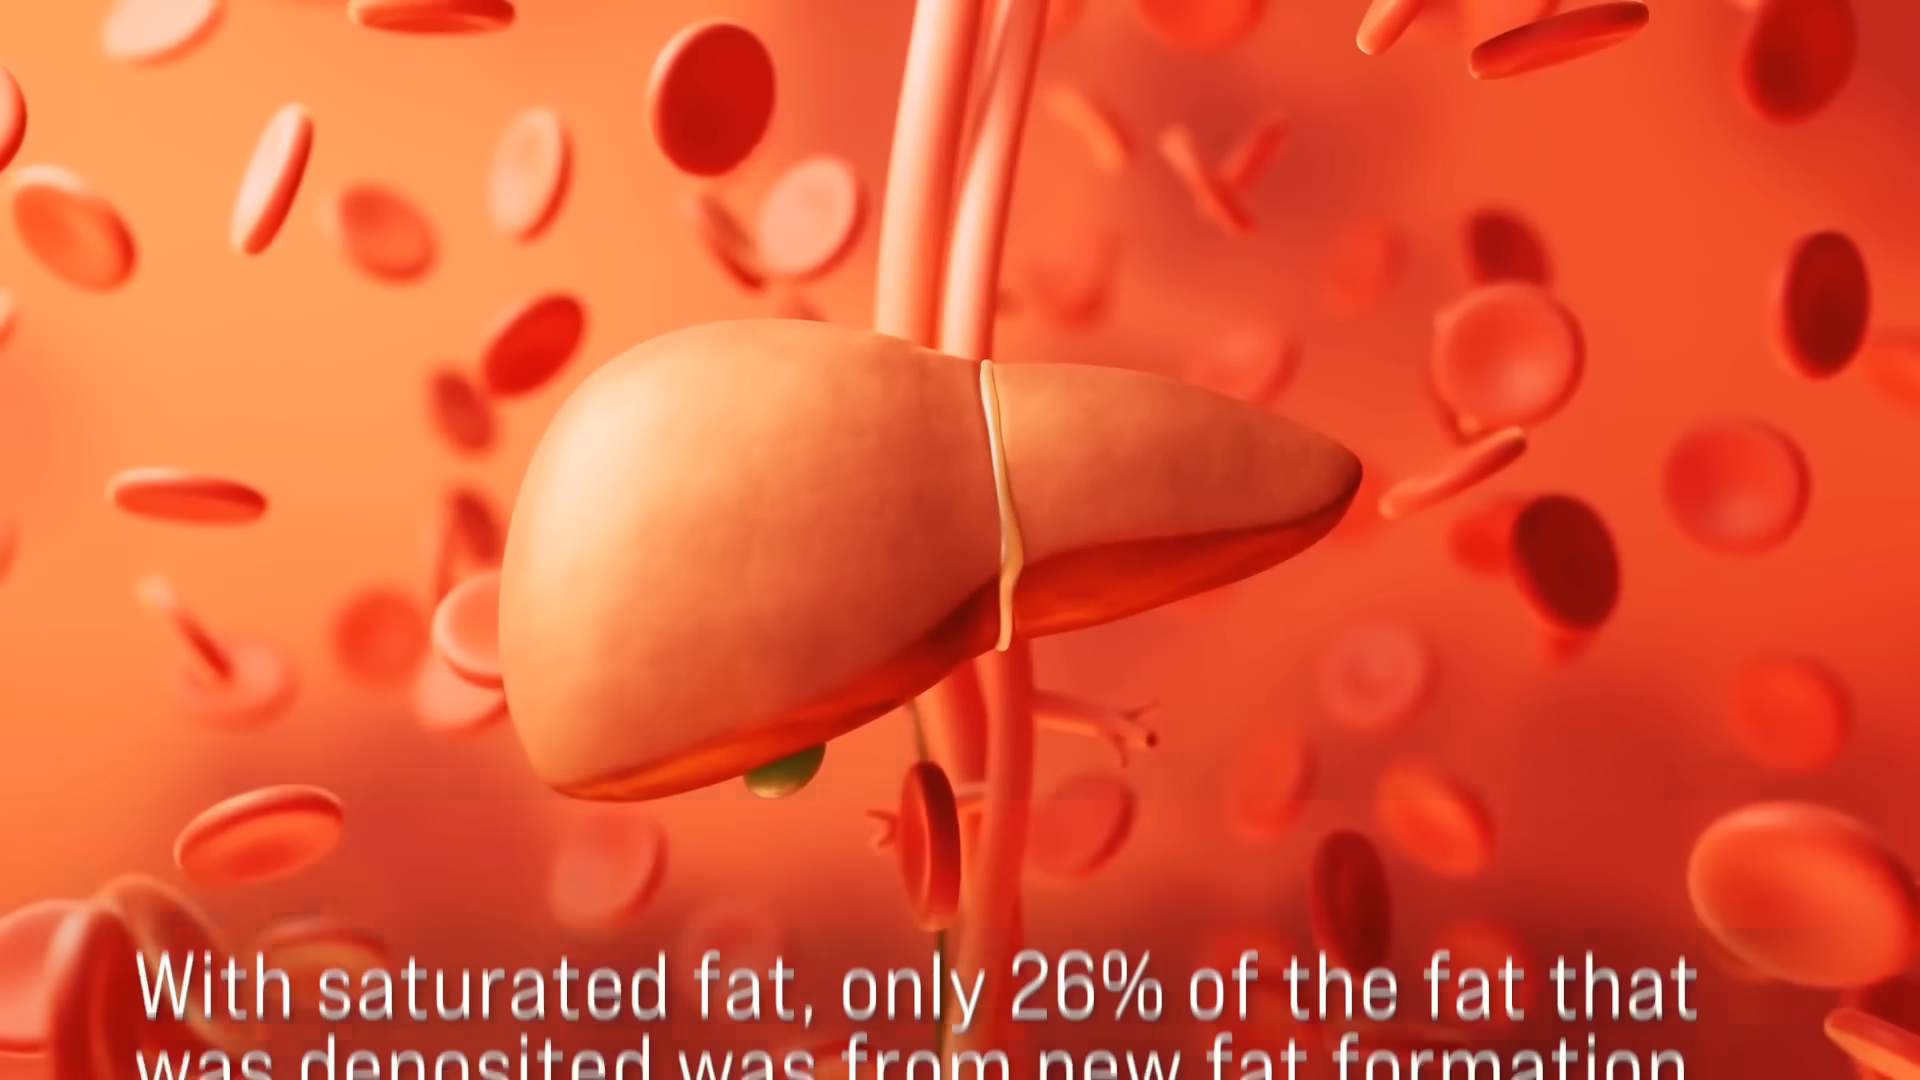 With saturated fat, only 26% of the fat that
was deposited was from new fat formation